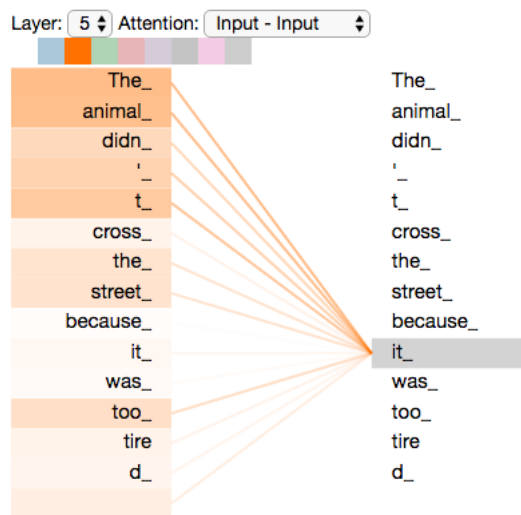 Layer: 5 Attention: Input - Input
The_ The_
animal_ animal_
didn_ didn_
'_ '_
t_ t_
cross_ cross_
the_ the_
street_ street_
because_ because_
it_ it_
was_ was_
too_ too_
tire tire
d_ d_